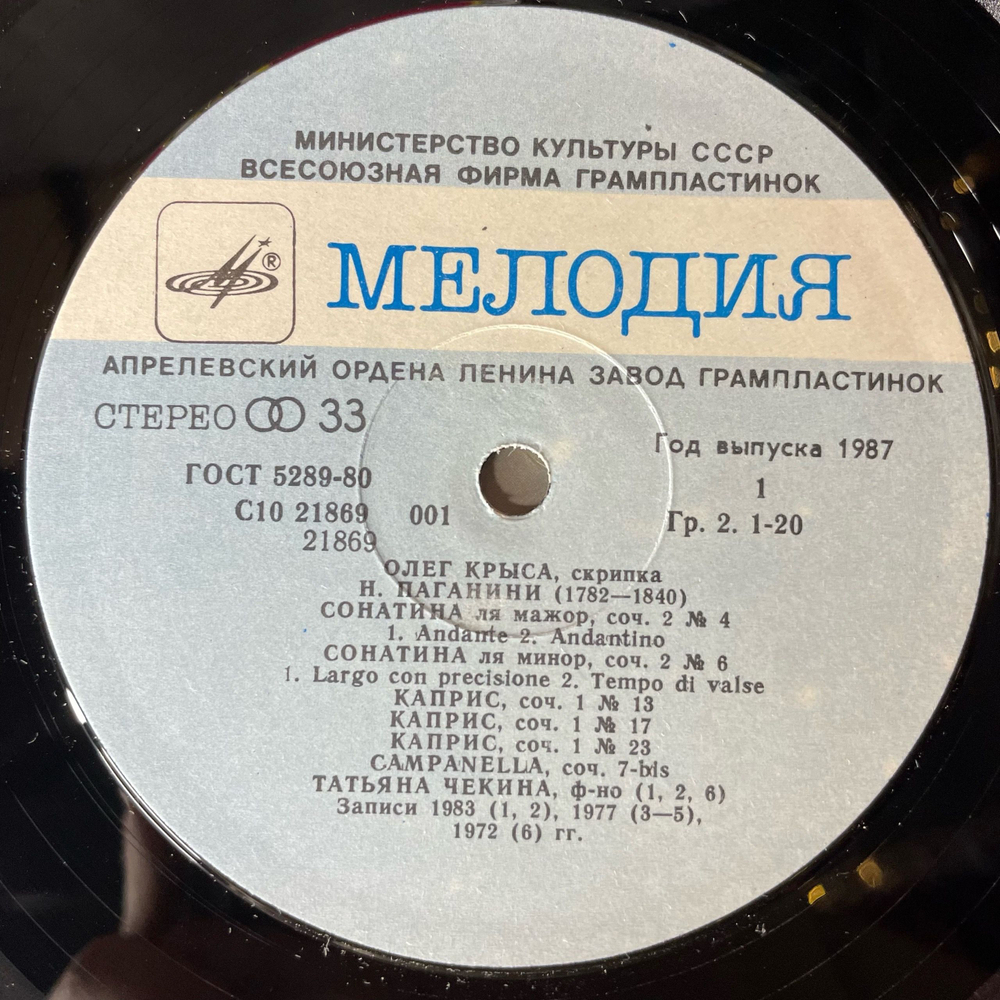 МИНИСТЕРСТВО КУЛЬТУРЫ СССР
ВСЕСОЮЗНАЯ ФИРМА ГРАМПЛАСТИНОК
®
МЕЛОДИЯ
АПРЕЛЕВСКИЙ ОРДЕНА ЛЕНИНА ЗАВОД ГРАМПЛАСТИНОК
СТЕРЕО 33
Год выпуска 1987
ГОСТ 5289-80
1
С10 21869 001
Гр. 2. 1-20
21869
ОЛЕГ КРЫСА, скрипка
Н. ПАГАНИНИ (1782—1840)
СОНАТИНА ля мажор, соч. 2 № 4
1. Andante 2. Andantino
СОНАТИНА ля минор, соч. 2 № 6
1. Largo con precisione 2. Tempo di valse
КАПРИС, соч. 1 № 13
КАПРИС, соч. 1 № 17
КАПРИС, соч. 1 № 23
CAMPANELLA, соч. 7-bis
ТАТЬЯНА ЧЕКИНА, ф-но (1, 2, 6)
Записи 1983 (1, 2), 1977 (3—5),
1972 (6) гг.